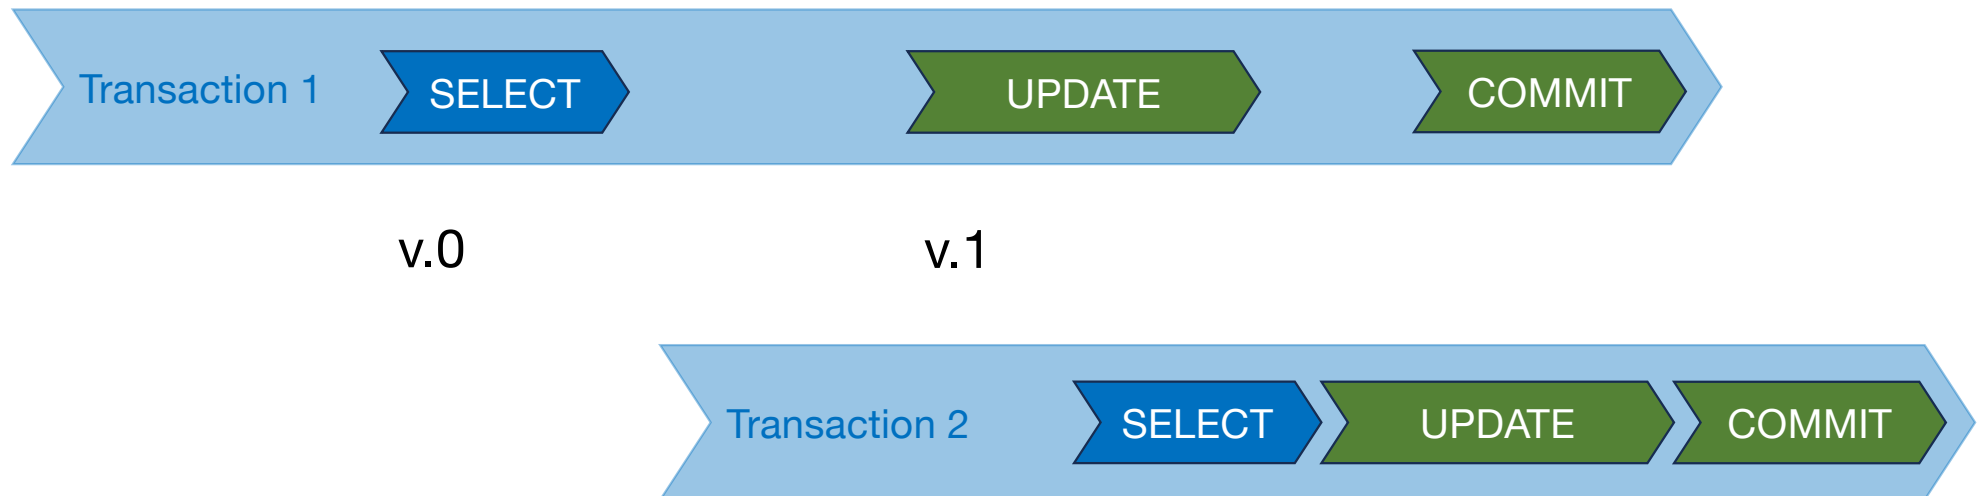 Transaction 1 SELECT UPDATE COMMIT
v.0 v.1
Transaction 2 SELECT UPDATE COMMIT